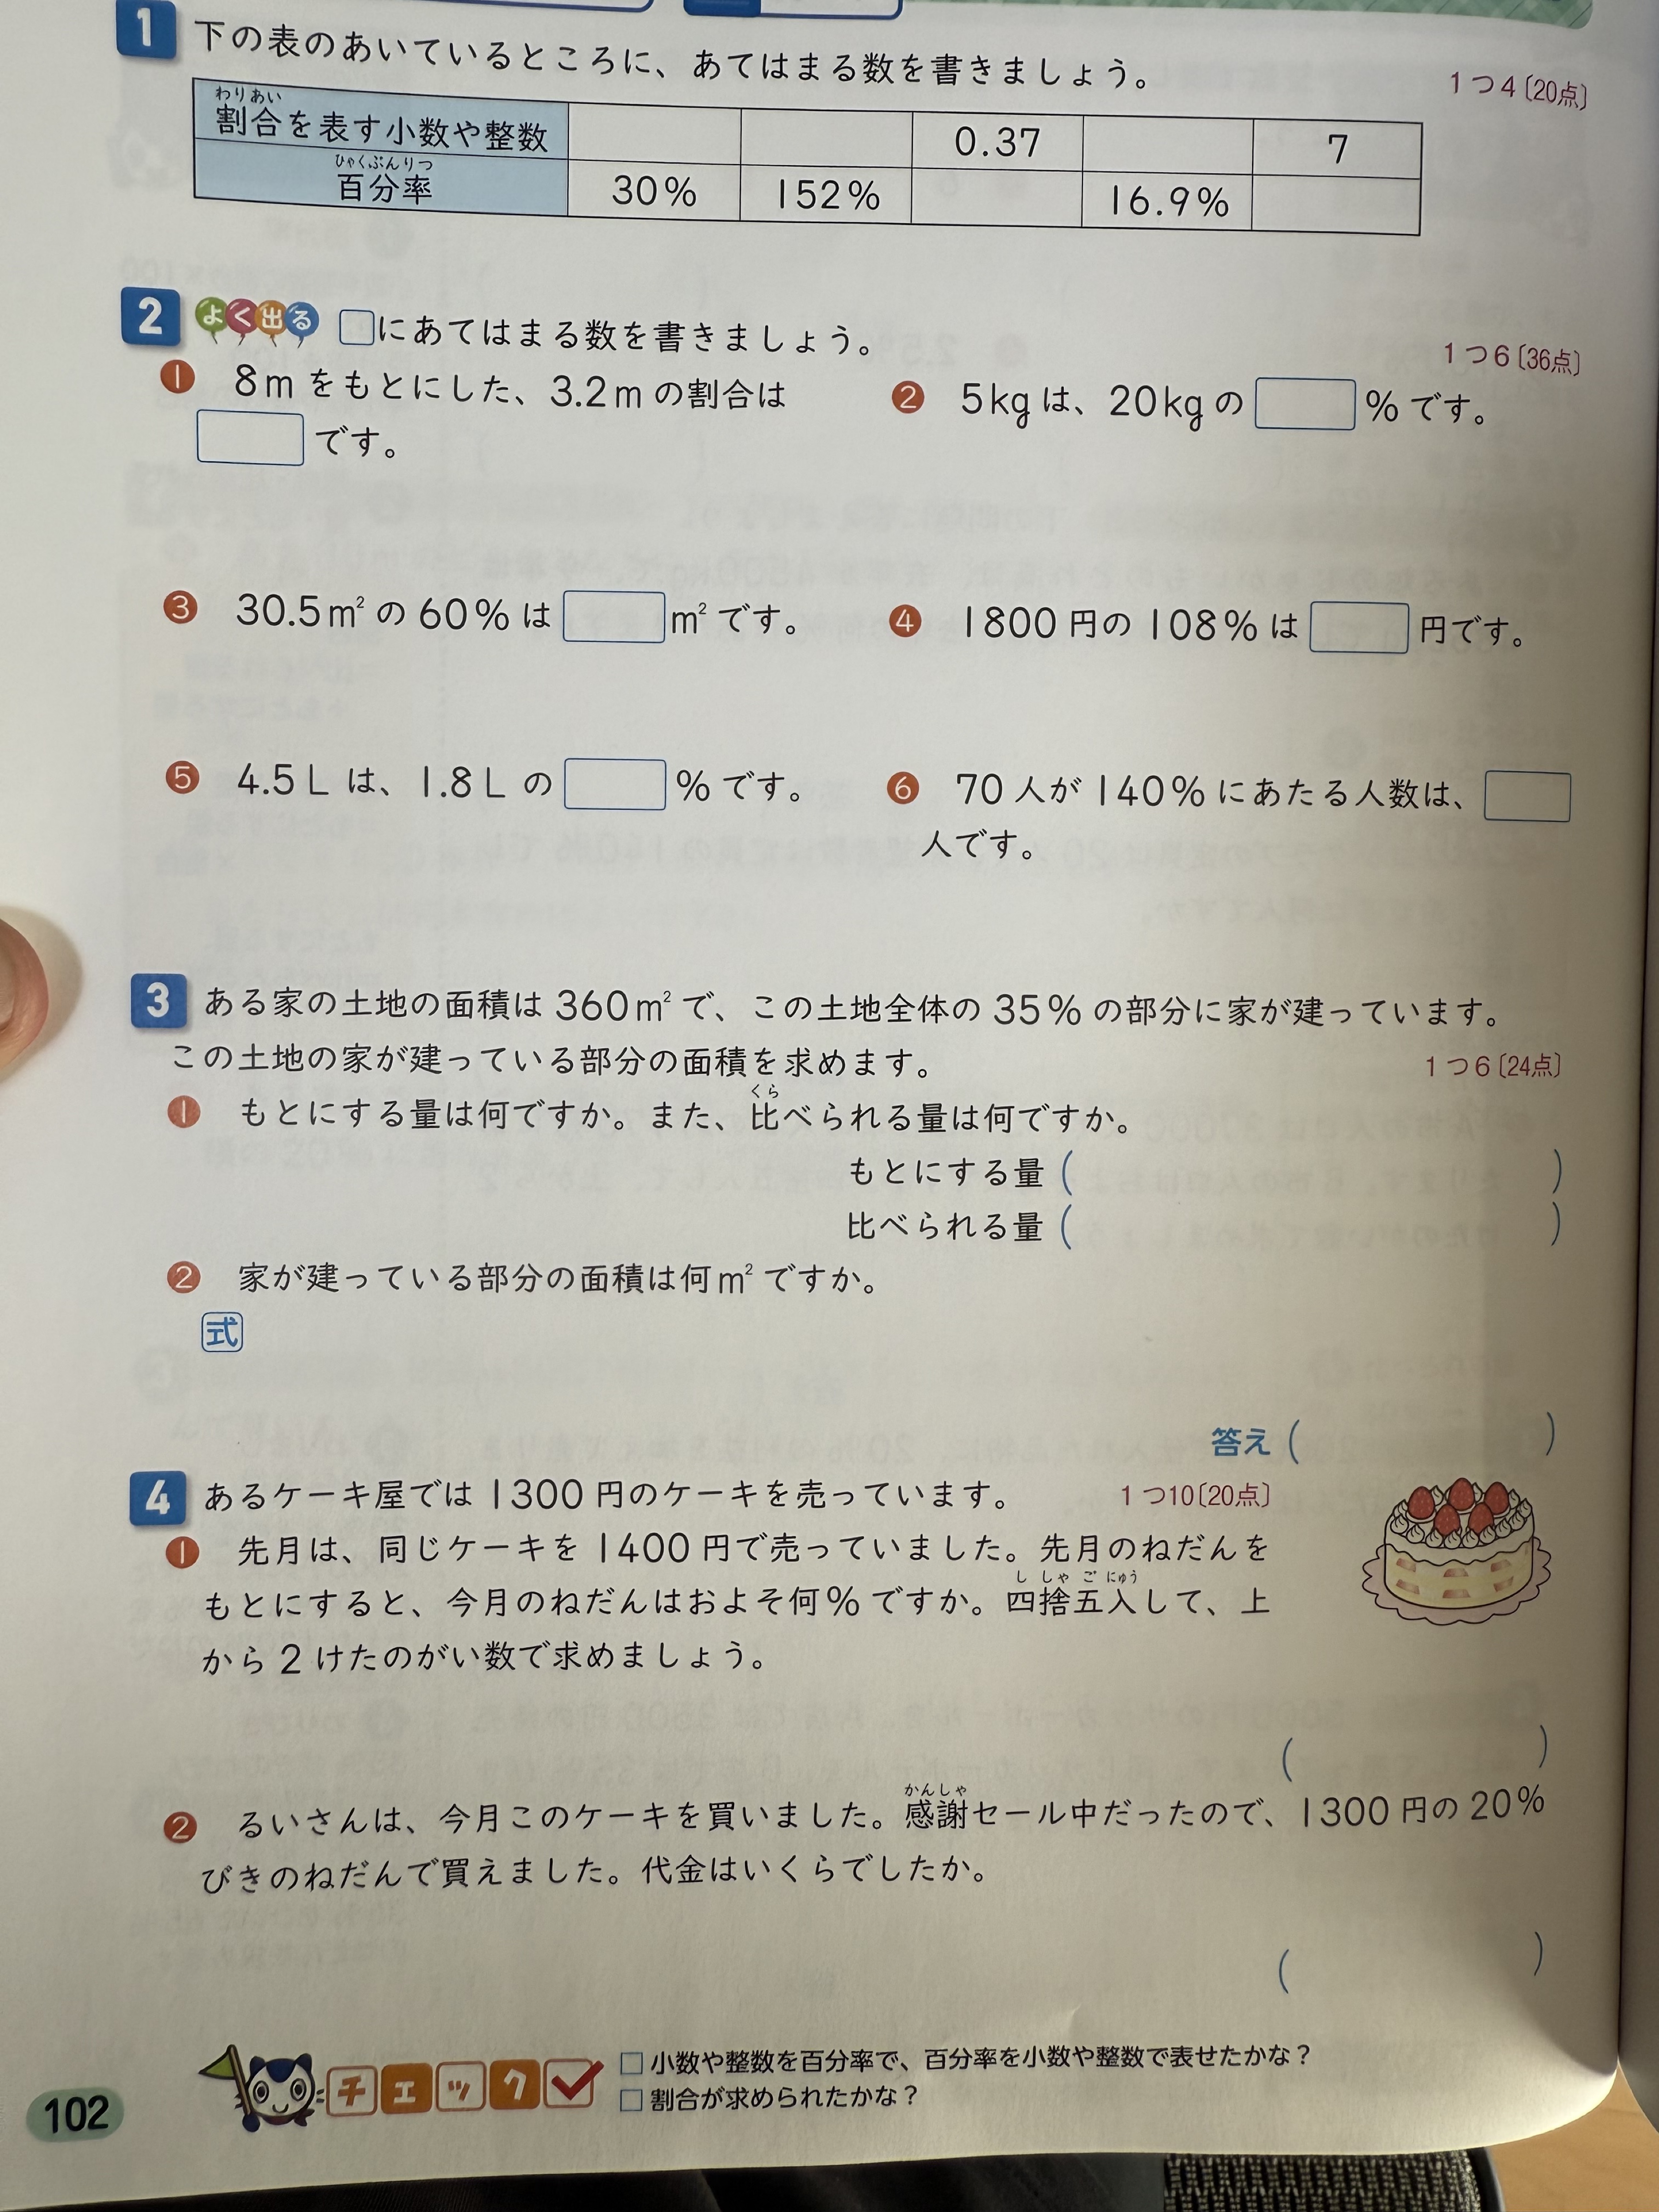 1 下の表のあいているところに、あてはまる数を書きましょう。
1つ4〔20点〕
わりあい
割合を表す小数や整数 0.37 7
ひゃくぶんりつ
百分率 30% 152% 16.9%
2 よく出る □にあてはまる数を書きましょう。
1つ6〔36点〕
❶ 8mをもとにした、3.2mの割合は
□です。
❷ 5kgは、20kgの□%です。
❸ 30.5m²の60%は□m²です。
❹ 1800円の108%は□円です。
❺ 4.5Lは、1.8Lの□%です。
❻ 70人が140%にあたる人数は、□
人です。
3 ある家の土地の面積は360m²で、この土地全体の35%の部分に家が建っています。
この土地の家が建っている部分の面積を求めます。
1つ6〔24点〕
くら
❶ もとにする量は何ですか。また、比べられる量は何ですか。
もとにする量( )
比べられる量( )
❷ 家が建っている部分の面積は何m²ですか。
式
答え( )
4 あるケーキ屋では1300円のケーキを売っています。
1つ10〔20点〕
❶ 先月は、同じケーキを1400円で売っていました。先月のねだんを
し しゃ ご にゅう
もとにすると、今月のねだんはおよそ何%ですか。四捨五入して、上
から2けたのがい数で求めましょう。
( )
かんしゃ
❷ るいさんは、今月このケーキを買いました。感謝セール中だったので、1300円の20%
びきのねだんで買えました。代金はいくらでしたか。
( )
チェック
□小数や整数を百分率で、百分率を小数や整数で表せたかな？
□割合が求められたかな？
102